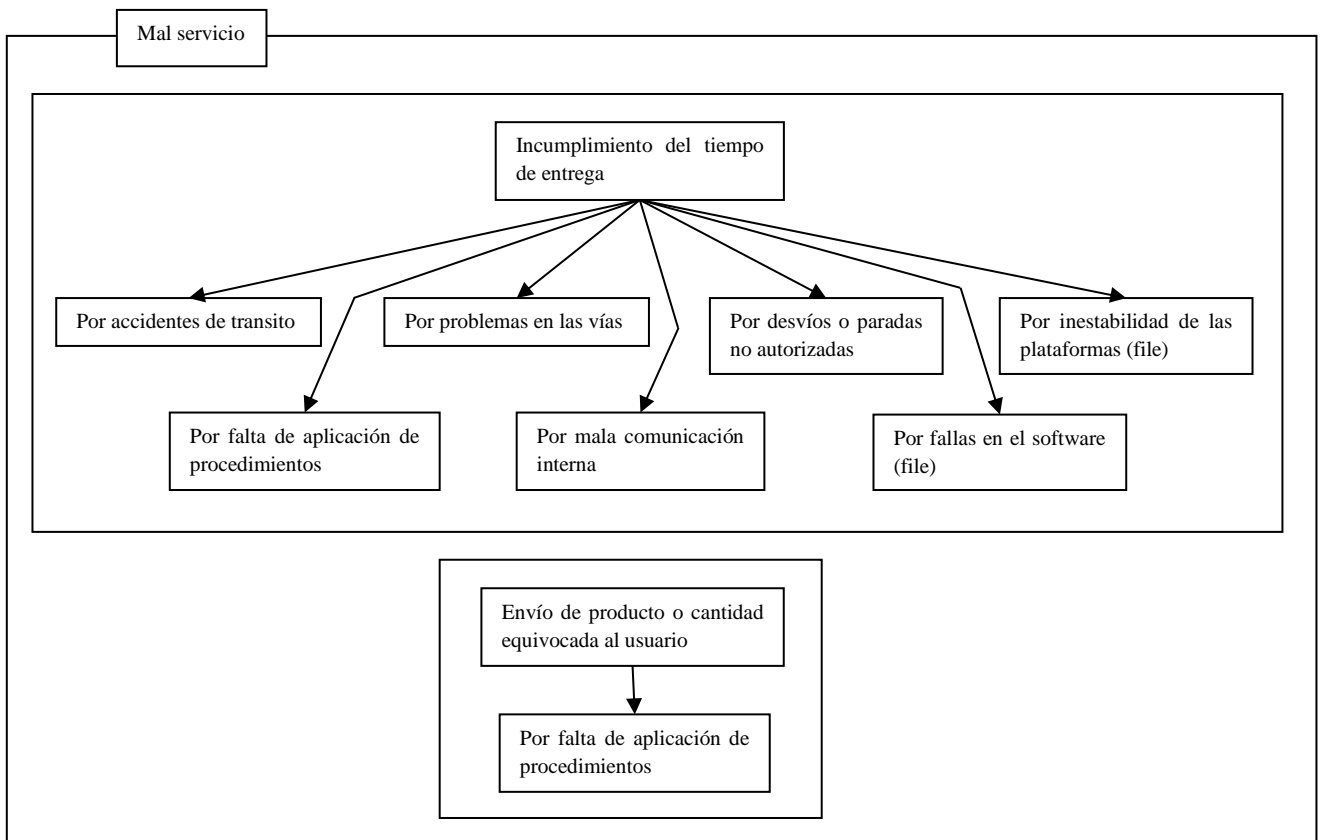 Mal servicio
Incumplimiento del tiempo
de entrega
Por accidentes de transito
Por problemas en las vías
Por desvíos o paradas
no autorizadas
Por inestabilidad de las
plataformas (file)
Por falta de aplicación de
procedimientos
Por mala comunicación
interna
Por fallas en el software
(file)
Envío de producto o cantidad
equivocada al usuario
Por falta de aplicación de
procedimientos